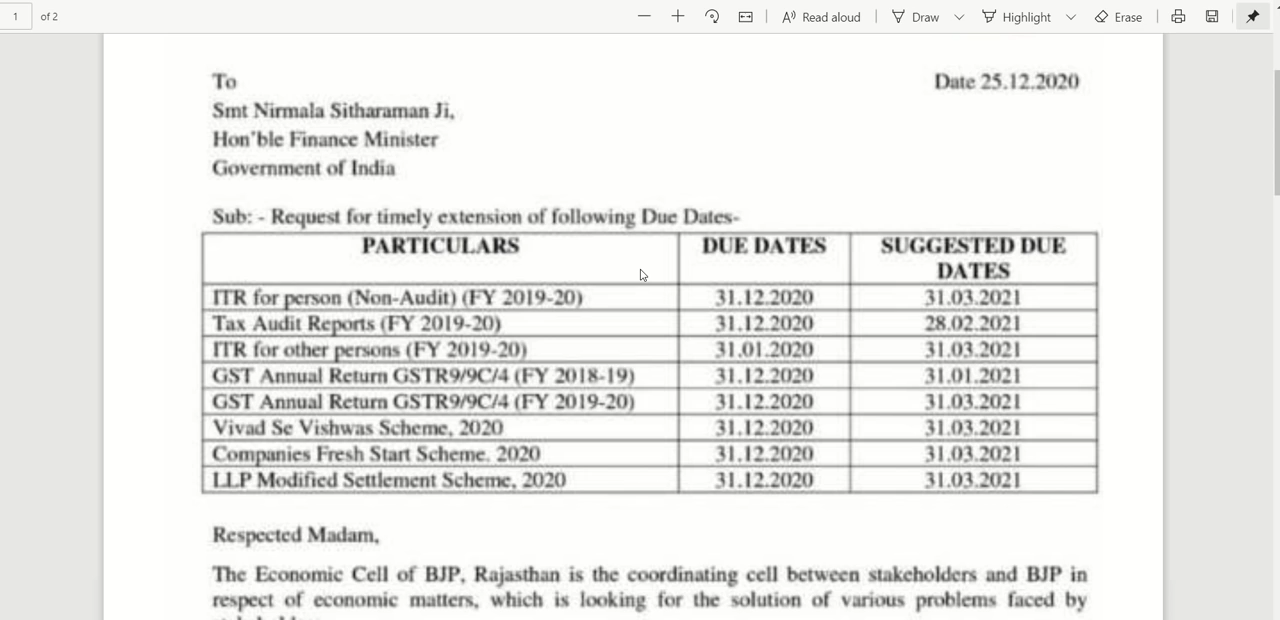 1 of 2 Read aloud Draw Highlight Erase
To Date 25.12.2020
Smt Nirmala Sitharaman Ji,
Hon'ble Finance Minister
Government of India
Sub: - Request for timely extension of following Due Dates-
PARTICULARS DUE DATES SUGGESTED DUE DATES
ITR for person (Non-Audit) (FY 2019-20) 31.12.2020 31.03.2021
Tax Audit Reports (FY 2019-20) 31.12.2020 28.02.2021
ITR for other persons (FY 2019-20) 31.01.2020 31.03.2021
GST Annual Return GSTR9/9C/4 (FY 2018-19) 31.12.2020 31.01.2021
GST Annual Return GSTR9/9C/4 (FY 2019-20) 31.12.2020 31.03.2021
Vivad Se Vishwas Scheme, 2020 31.12.2020 31.03.2021
Companies Fresh Start Scheme. 2020 31.12.2020 31.03.2021
LLP Modified Settlement Scheme, 2020 31.12.2020 31.03.2021
Respected Madam,
The Economic Cell of BJP, Rajasthan is the coordinating cell between stakeholders and BJP in
respect of economic matters, which is looking for the solution of various problems faced by